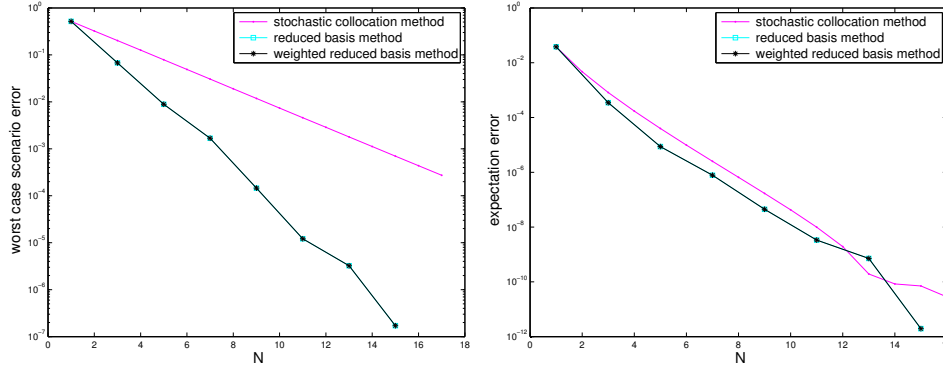 stochastic collocation method
reduced basis method
weighted reduced basis method
worst case scenario error
10^0
10^-1
10^-2
10^-3
10^-4
10^-5
10^-6
10^-7
0 2 4 6 8 10 12 14 16 18
N
stochastic collocation method
reduced basis method
weighted reduced basis method
expectation error
10^0
10^-2
10^-4
10^-6
10^-8
10^-10
10^-12
0 2 4 6 8 10 12 14
N